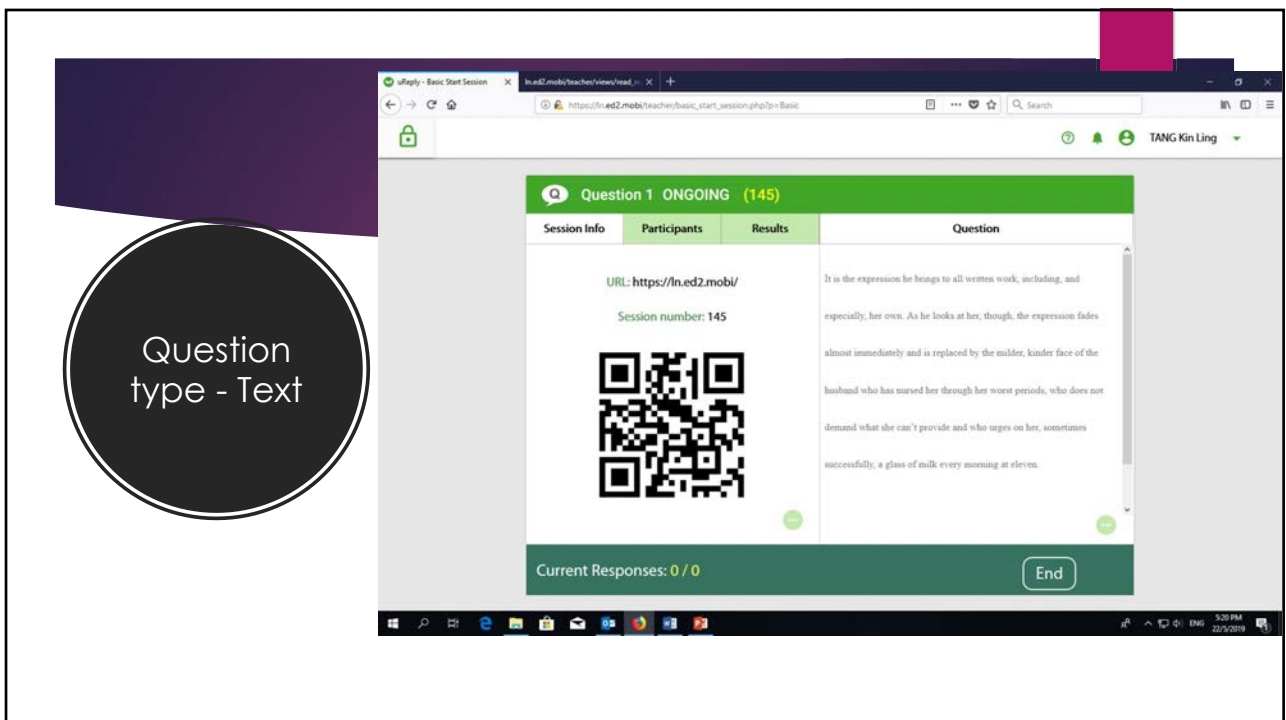 Question
type - Text
uReply - Basic Start Session
ln.ed2.mobi/teacher/views/read_
https://ln.ed2.mobi/teacher/basic_start_session.php?p=Basic
Search
TANG Kin Ling
Q Question 1 ONGOING (145)
Session Info Participants Results Question
URL: https://ln.ed2.mobi/
Session number: 145
It is the expression he brings to all written work, including, and
especially, her own. As he looks at her, though, the expression fades
almost immediately and is replaced by the milder, kinder face of the
husband who has nursed her through her worst periods, who does not
demand what she can't provide and who urges on her, sometimes
successfully, a glass of milk every morning at eleven.
Current Responses: 0 / 0
End
ENG
5:20 PM
22/5/2019